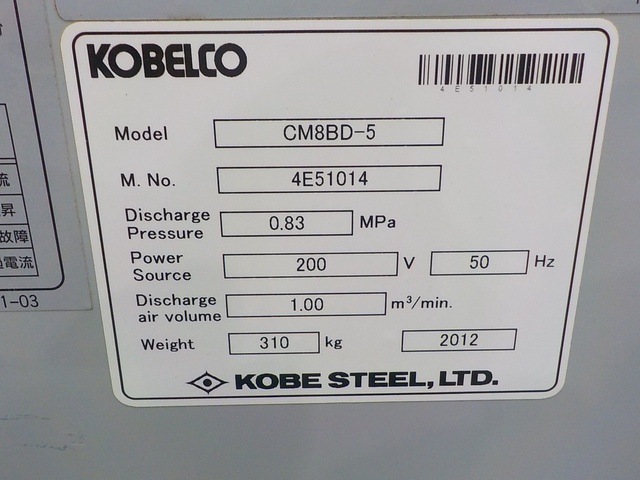 KOBELCO
4E51014
Model CM8BD-5
M. No. 4E51014
Discharge Pressure 0.83 MPa
Power Source 200 V 50 Hz
Discharge air volume 1.00 m³/min.
Weight 310 kg 2012
KOBE STEEL, LTD.
流
昇
故障
電流
1-03